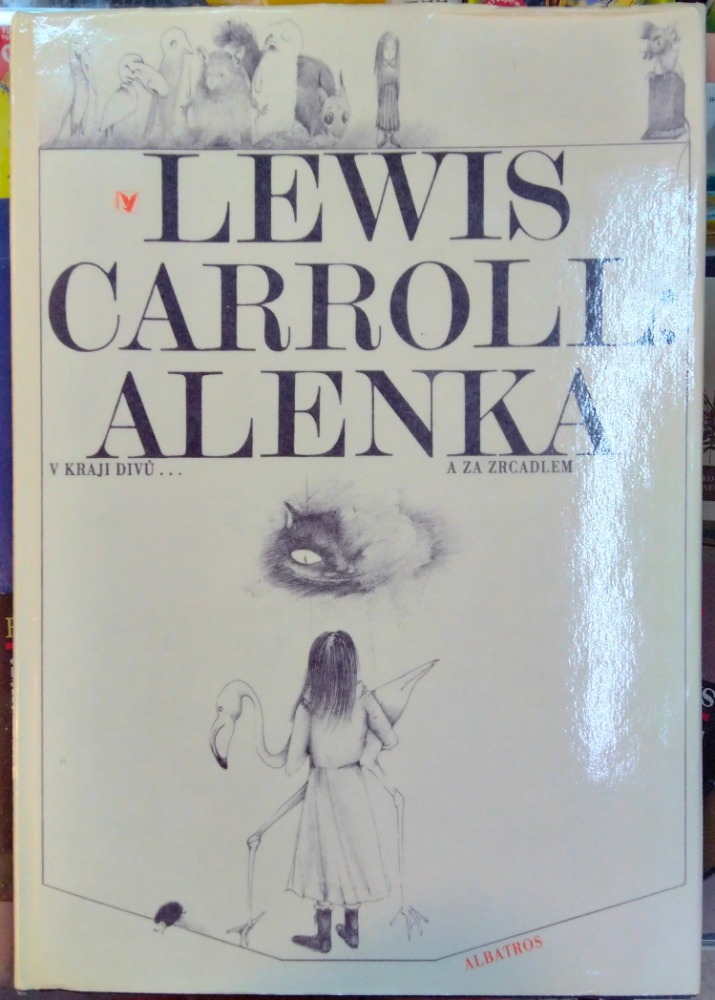 LEWIS
CARROLL:
ALENKA
V KRAJI DIVŮ... A ZA ZRCADLEM
ALBATROS